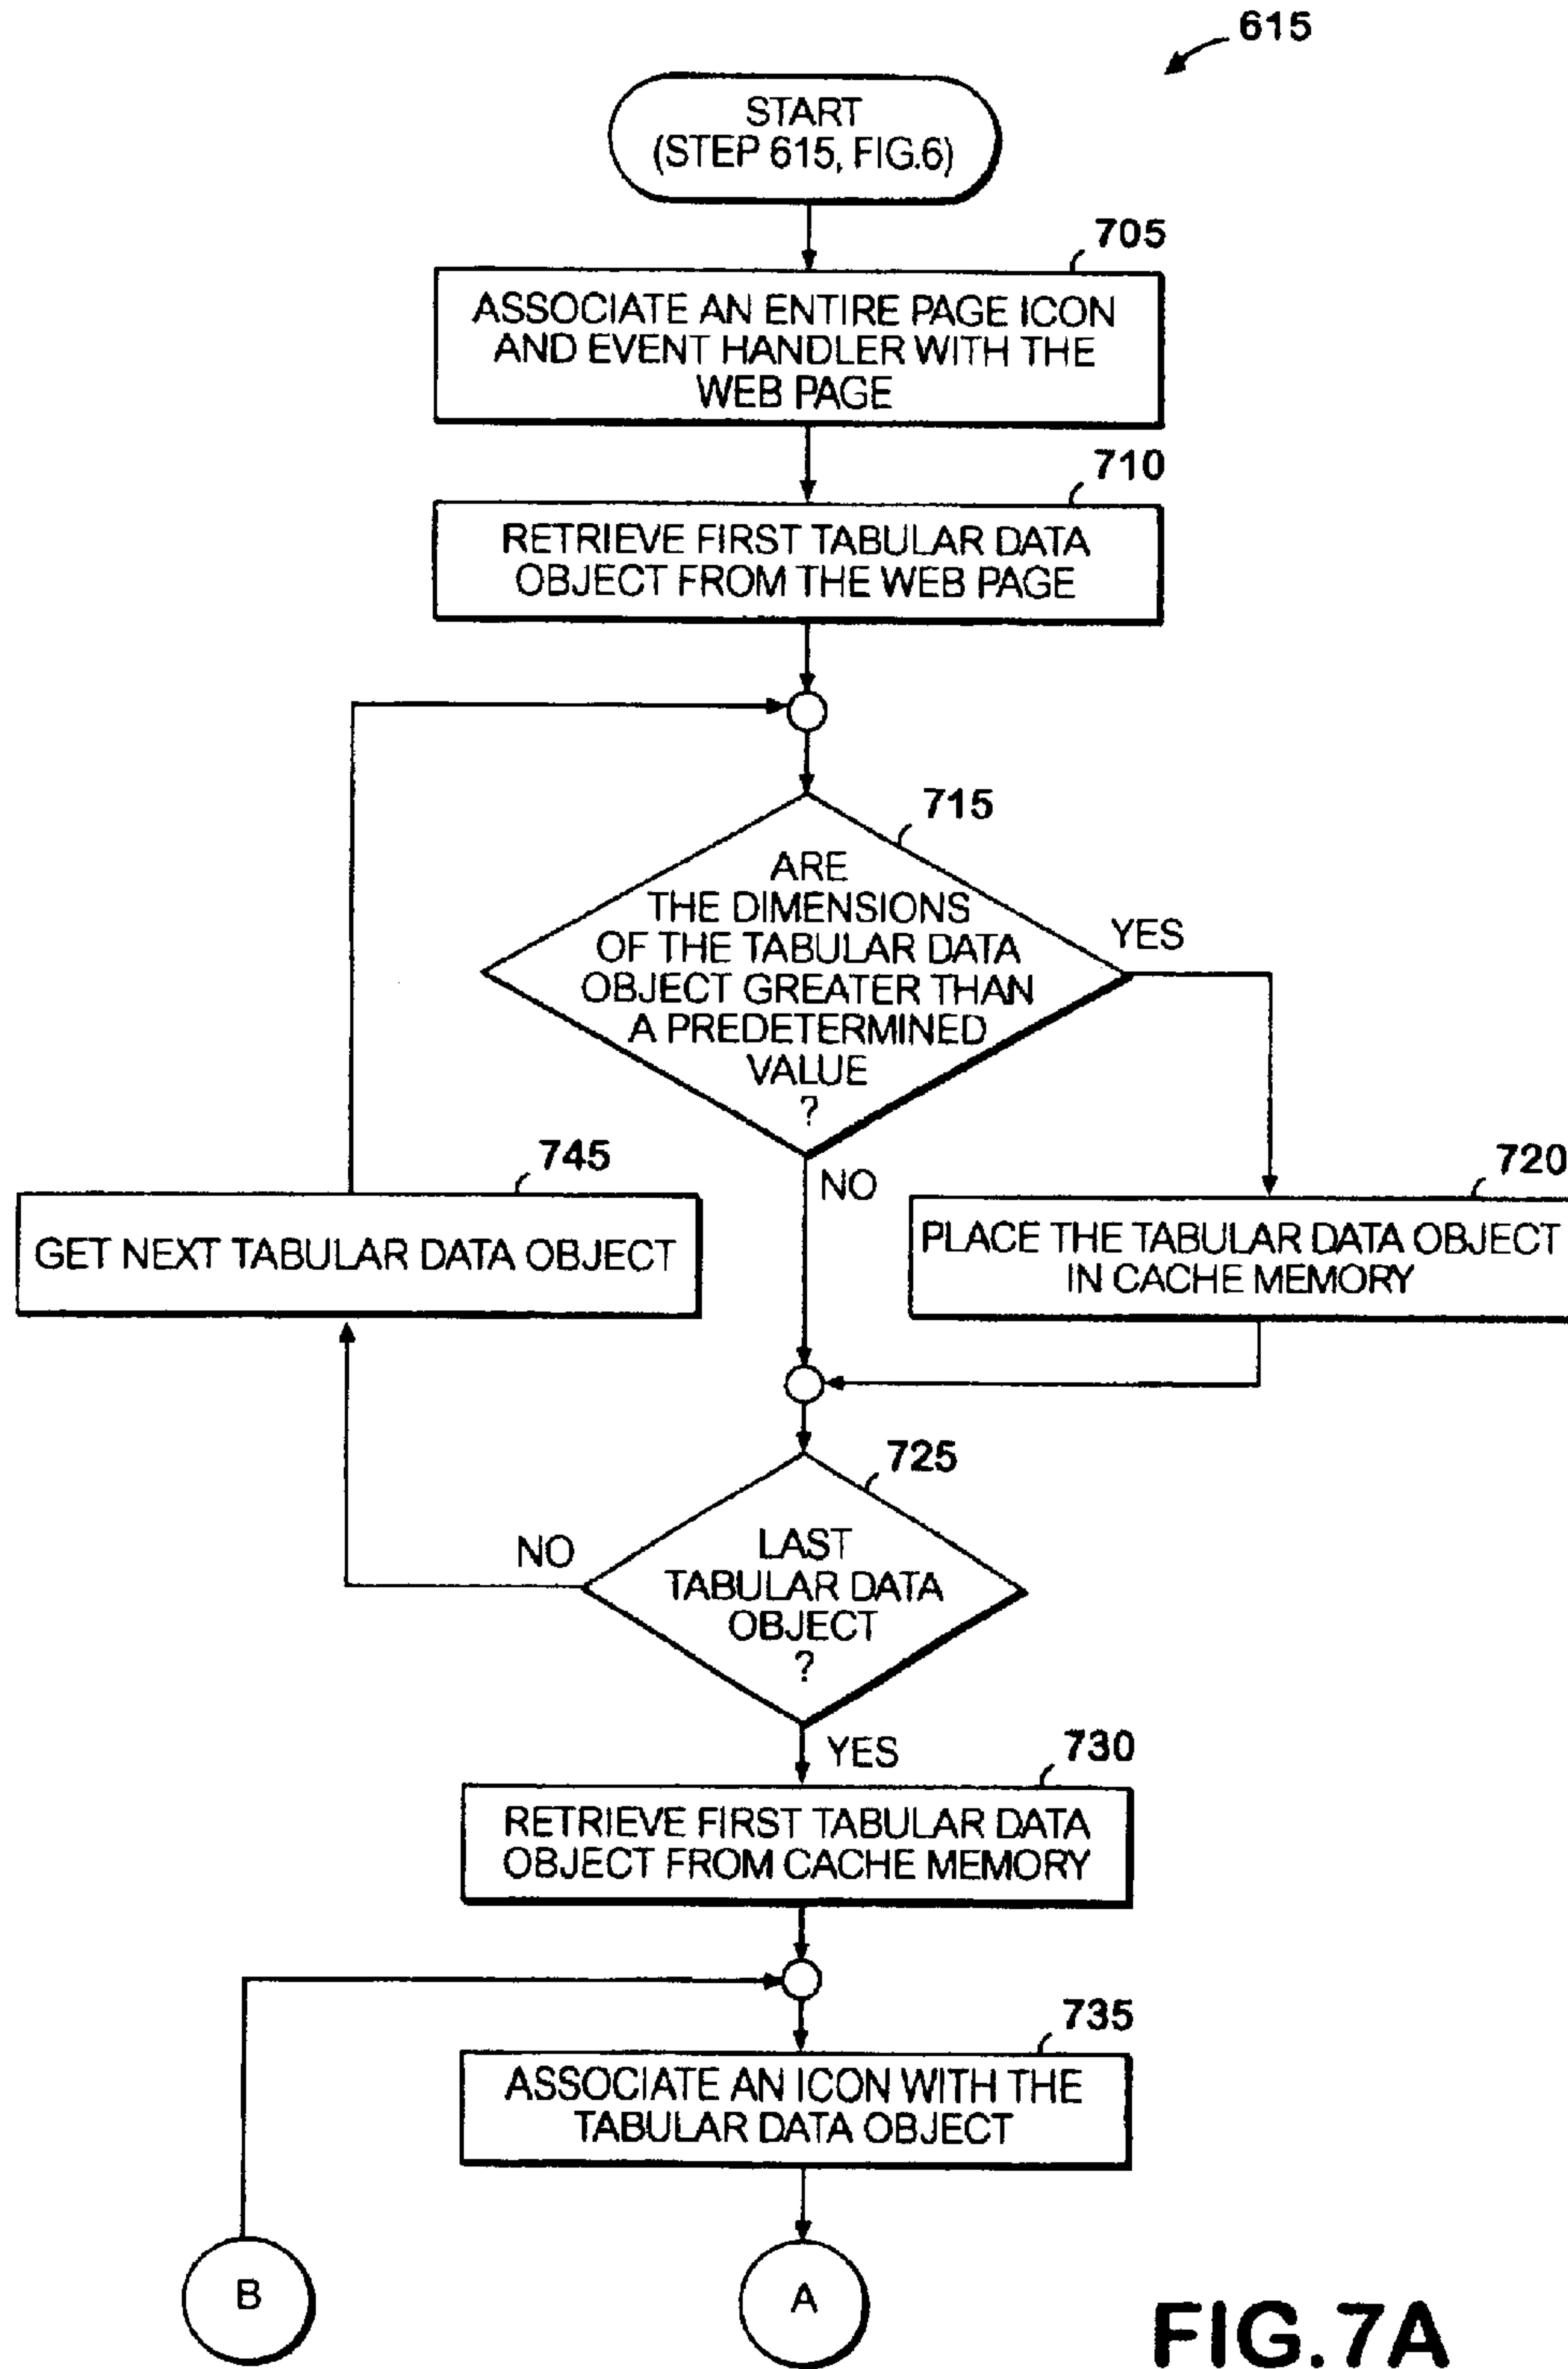 615
START
(STEP 615, FIG.6)
705
ASSOCIATE AN ENTIRE PAGE ICON
AND EVENT HANDLER WITH THE
WEB PAGE
710
RETRIEVE FIRST TABULAR DATA
OBJECT FROM THE WEB PAGE
715
ARE
THE DIMENSIONS
OF THE TABULAR DATA
OBJECT GREATER THAN
A PREDETERMINED
VALUE
?
YES
NO
745
GET NEXT TABULAR DATA OBJECT
720
PLACE THE TABULAR DATA OBJECT
IN CACHE MEMORY
725
LAST
TABULAR DATA
OBJECT
?
NO
YES
730
RETRIEVE FIRST TABULAR DATA
OBJECT FROM CACHE MEMORY
735
ASSOCIATE AN ICON WITH THE
TABULAR DATA OBJECT
B
A
FIG.7A